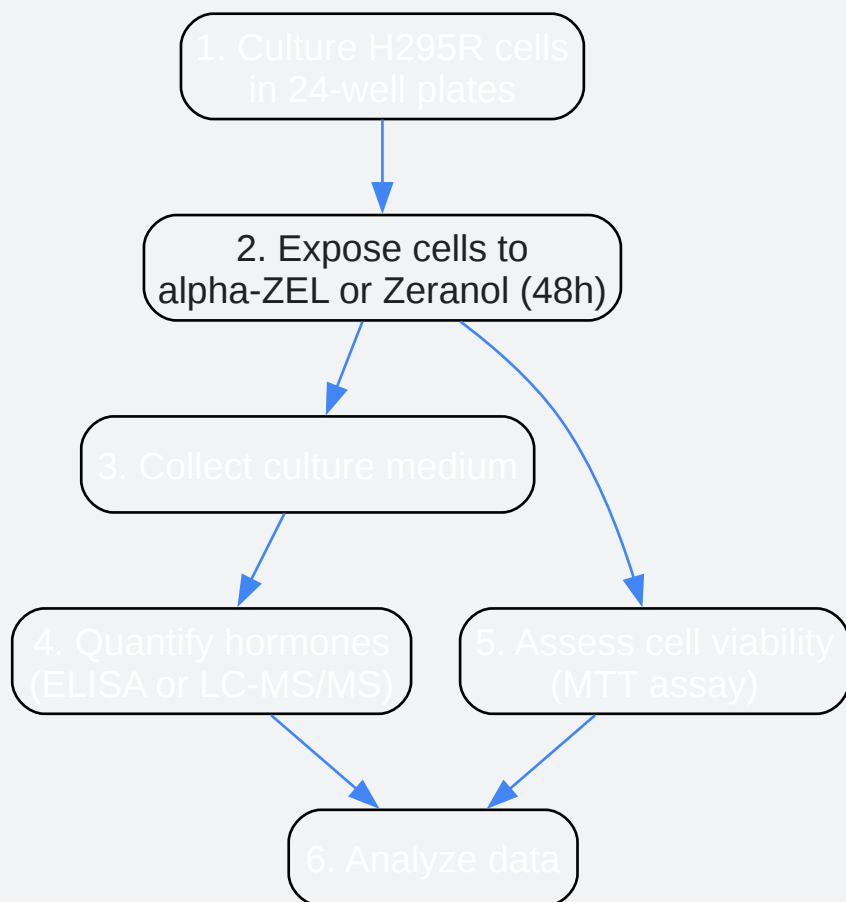 1. Culture H295R cells
in 24-well plates
2. Expose cells to
alpha-ZEL or Zeranol (48h)
3. Collect culture medium
4. Quantify hormones
(ELISA or LC-MS/MS)
5. Assess cell viability
(MTT assay)
6. Analyze data